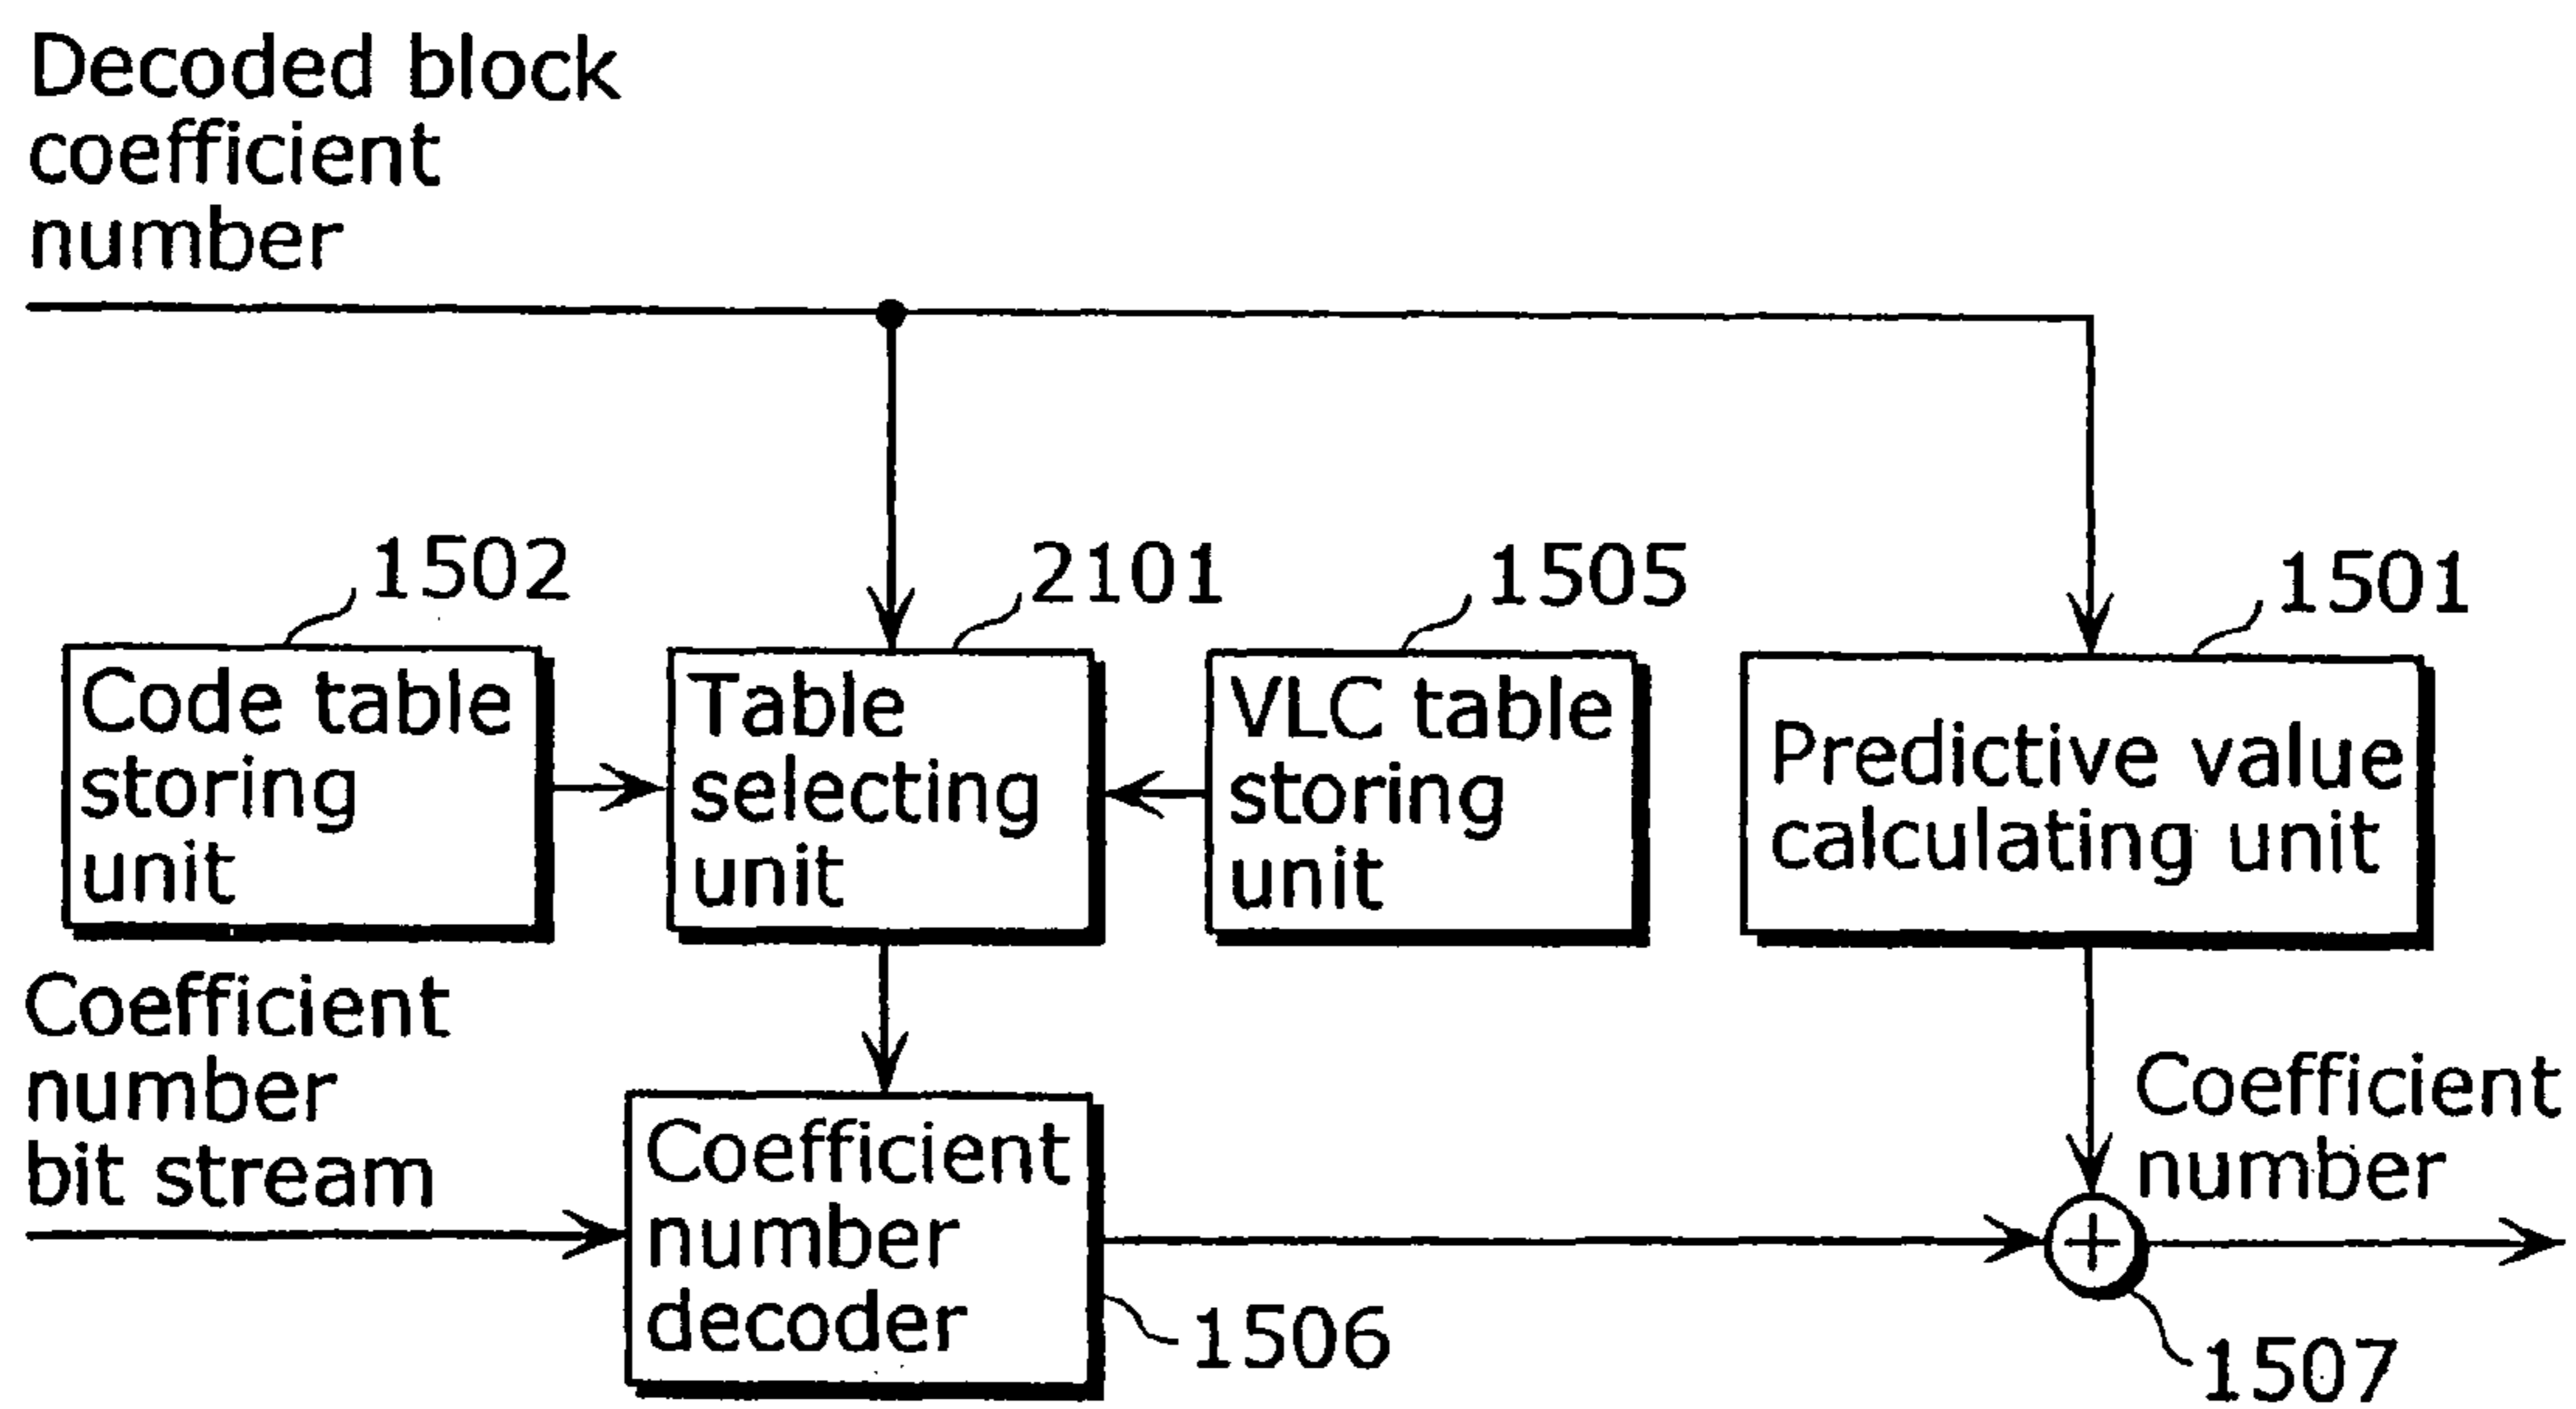 Decoded block
coefficient
number
1502
2101
1505
1501
Code table
storing
unit
Table
selecting
unit
VLC table
storing
unit
Predictive value
calculating unit
Coefficient
number
bit stream
Coefficient
number
decoder
1506
Coefficient
number
+
1507